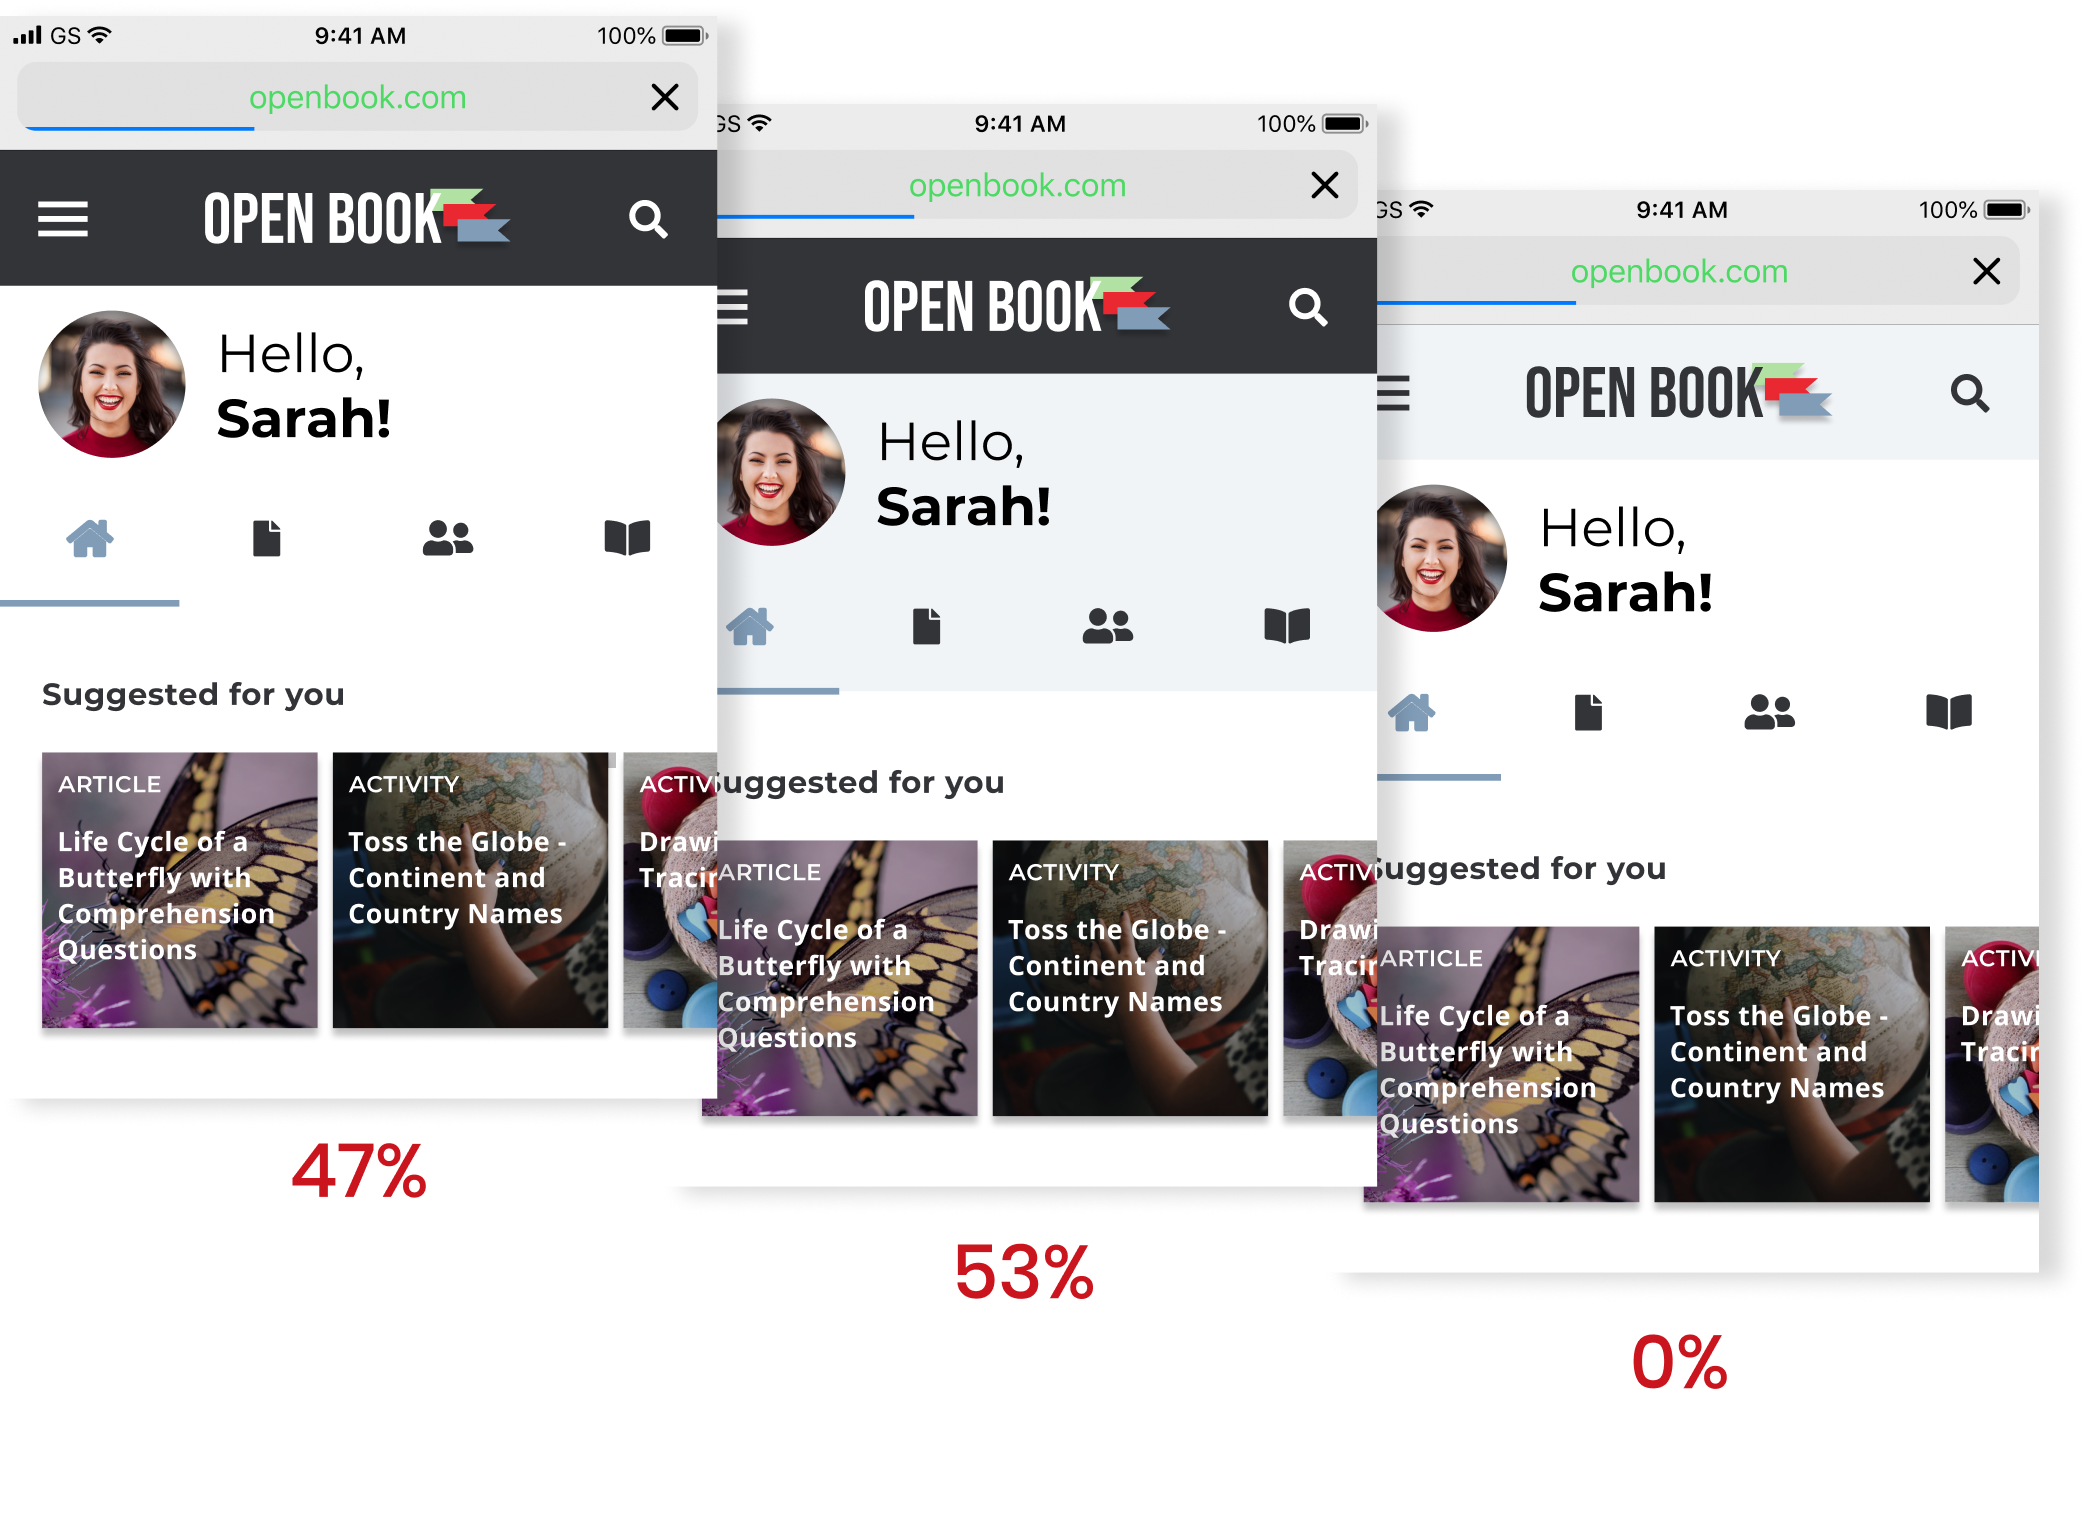 GS
9:41 AM
100%
openbook.com
OPEN BOOK
Hello,
Sarah!
Suggested for you
ARTICLE
Life Cycle of a
Butterfly with
Comprehension
Questions
ACTIVITY
Toss the Globe -
Continent and
Country Names
ACTIV
Drawi
Tracin
47%
GS
9:41 AM
100%
openbook.com
OPEN BOOK
Hello,
Sarah!
uggested for you
ARTICLE
Life Cycle of a
Butterfly with
Comprehension
Questions
ACTIVITY
Toss the Globe -
Continent and
Country Names
ACTIV
Drawi
Tracin
53%
GS
9:41 AM
100%
openbook.com
OPEN BOOK
Hello,
Sarah!
Suggested for you
ARTICLE
Life Cycle of a
Butterfly with
Comprehension
Questions
ACTIVITY
Toss the Globe -
Continent and
Country Names
ACTIV
Drawi
Tracin
0%